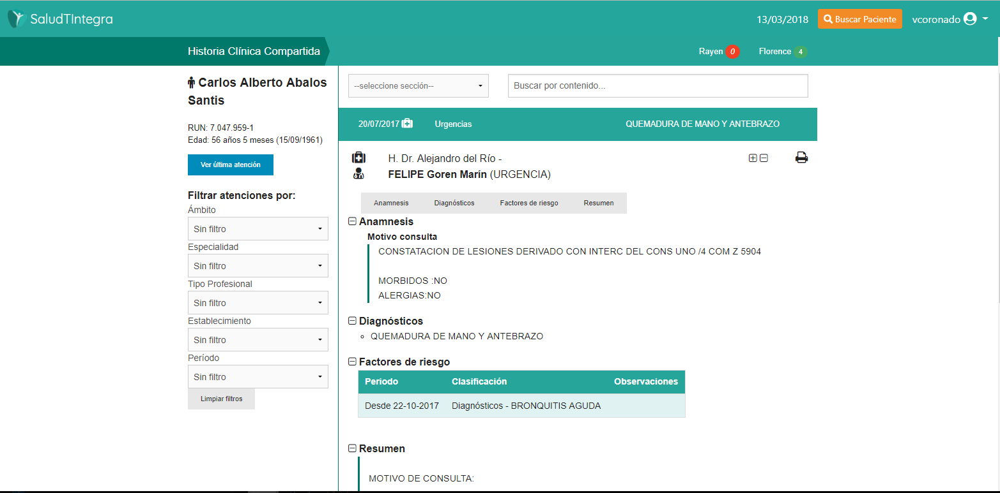 SaludTIntegra
13/03/2018
Buscar Paciente
vcoronado
Historia Clínica Compartida
Rayen 0
Florence 4
Carlos Alberto Abalos
Santis
RUN: 7.047.959-1
Edad: 56 años 5 meses (15/09/1961)
Ver última atención
Filtrar atenciones por:
Ámbito
Sin filtro
Especialidad
Sin filtro
Tipo Profesional
Sin filtro
Establecimiento
Sin filtro
Período
Sin filtro
Limpiar filtros
--seleccione sección--
Buscar por contenido...
20/07/2017 Urgencias QUEMADURA DE MANO Y ANTEBRAZO
H. Dr. Alejandro del Río -
FELIPE Goren Marín (URGENCIA)
Anamnesis Diagnósticos Factores de riesgo Resumen
Anamnesis
Motivo consulta
CONSTATACION DE LESIONES DERIVADO CON INTERC DEL CONS UNO /4 COM Z 5904
MORBIDOS :NO
ALERGIAS:NO
Diagnósticos
QUEMADURA DE MANO Y ANTEBRAZO
Factores de riesgo
Periodo Clasificación Observaciones
Desde 22-10-2017 Diagnósticos - BRONQUITIS AGUDA
Resumen
MOTIVO DE CONSULTA: